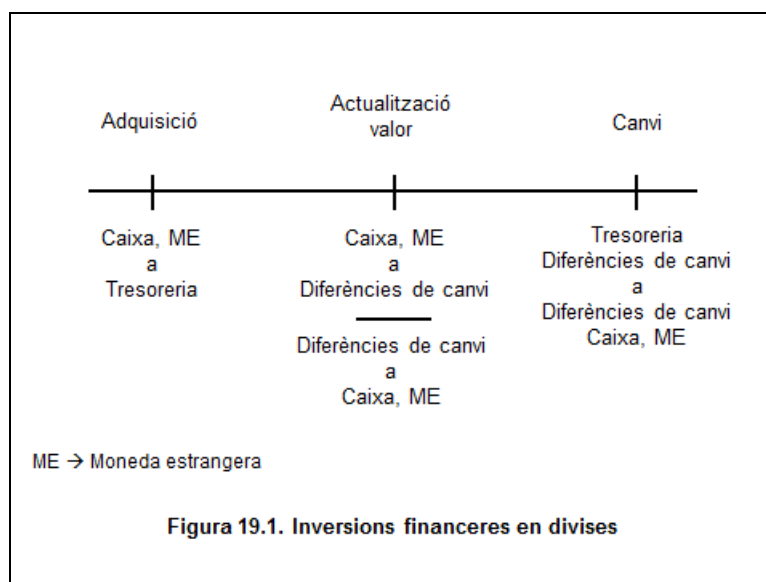 Adquisició
Actualització
valor
Canvi
Caixa, ME
a
Tresoreria
Caixa, ME
a
Diferències de canvi
Diferències de canvi
a
Caixa, ME
Tresoreria
Diferències de canvi
a
Diferències de canvi
Caixa, ME
ME → Moneda estrangera
Figura 19.1. Inversions financeres en divises